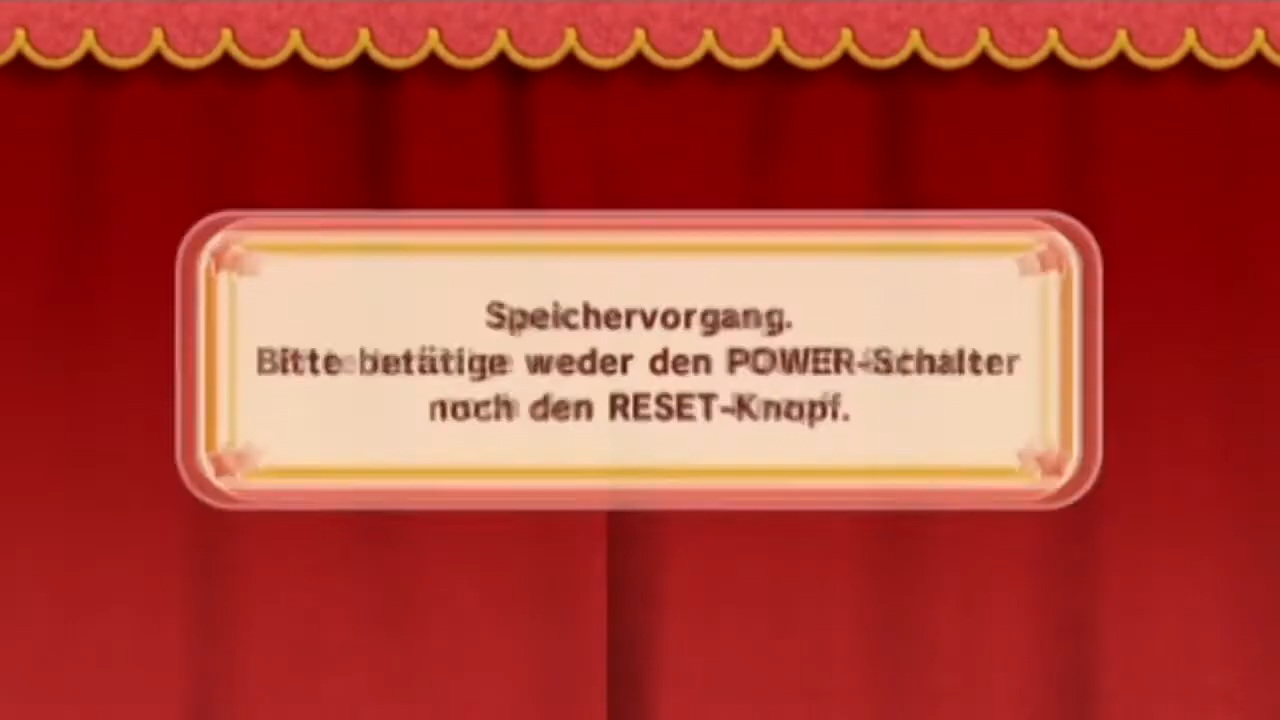 Speichervorgang.
Bitte betätige weder den POWER-Schalter
noch den RESET-Knopf.